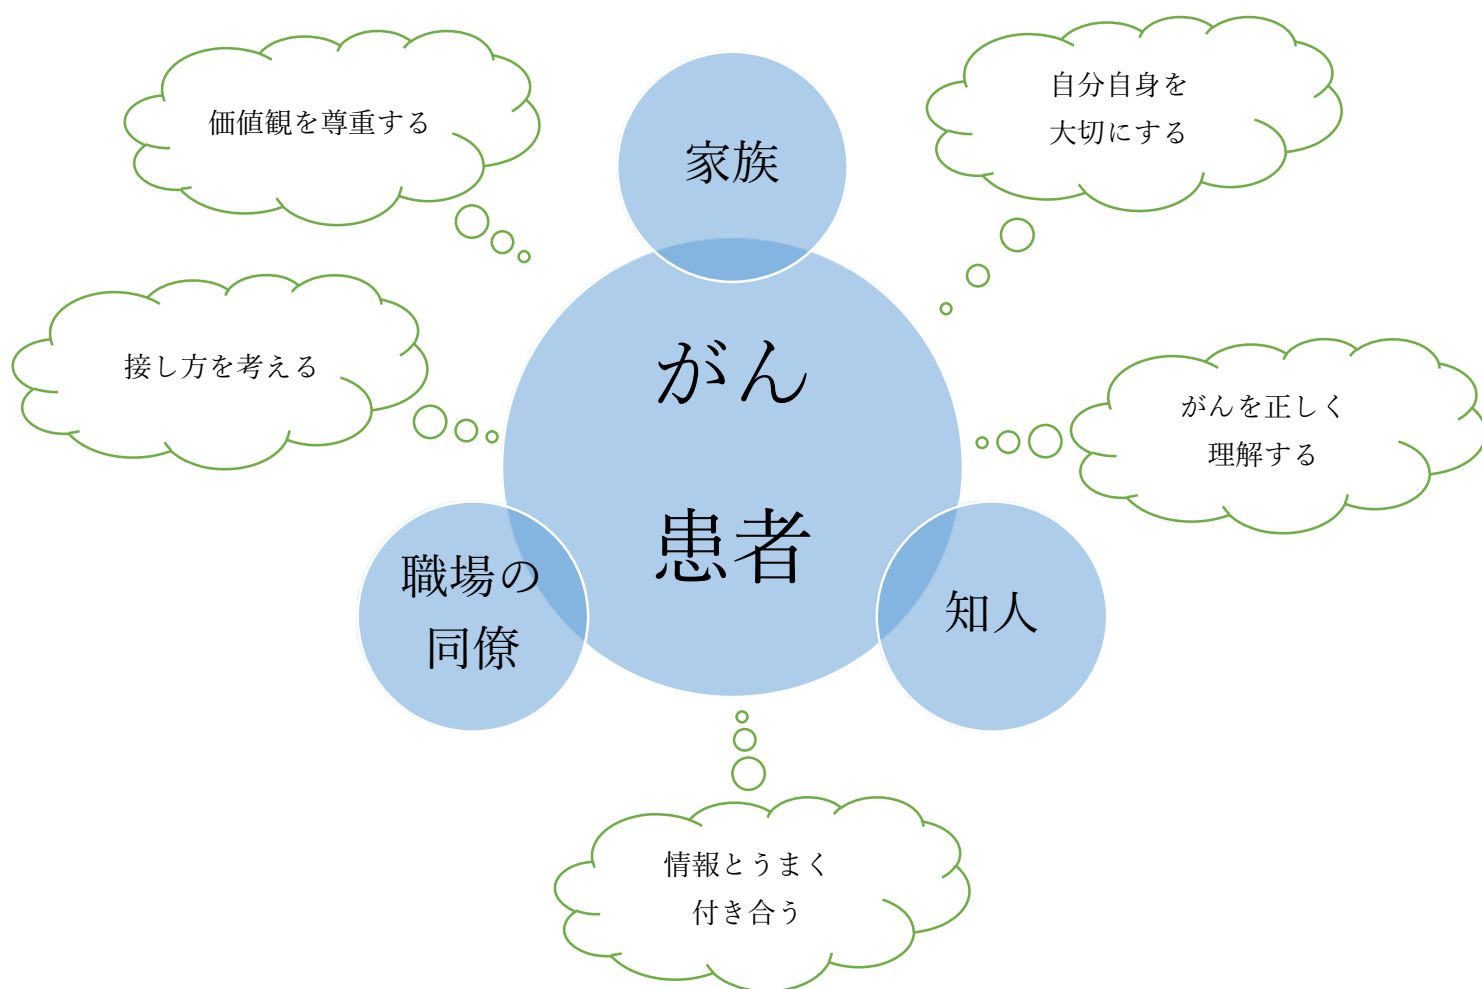 価値観を尊重する
家族
自分自身を
大切にする
接し方を考える
がん
患者
がんを正しく
理解する
職場の
同僚
知人
情報とうまく
付き合う